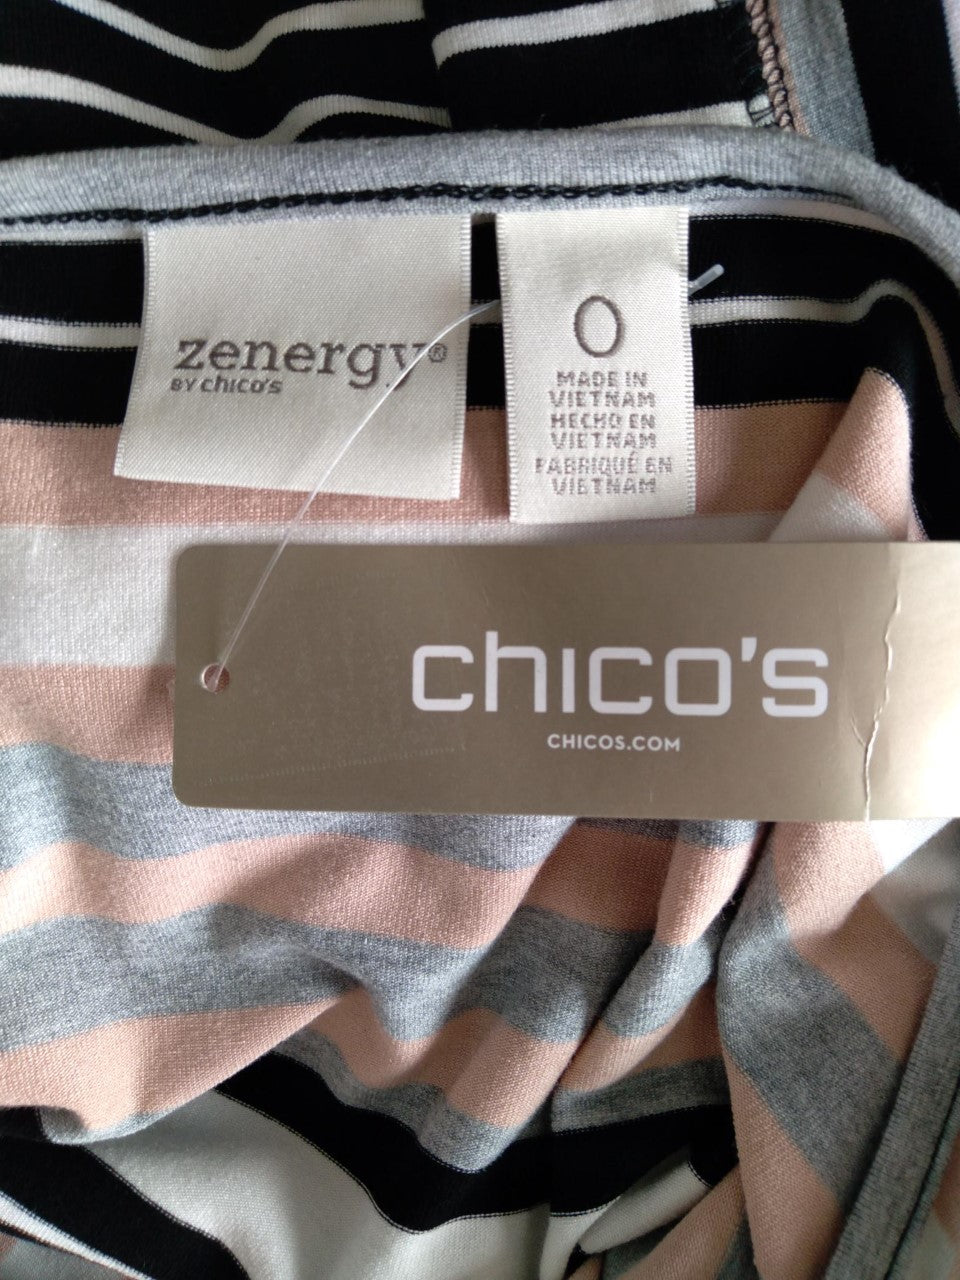 zenergy®
BY chico's
0
MADE IN
VIETNAM
HECHO EN
VIETNAM
FABRIQUÉ EN
VIETNAM
chico's
CHICOS.COM